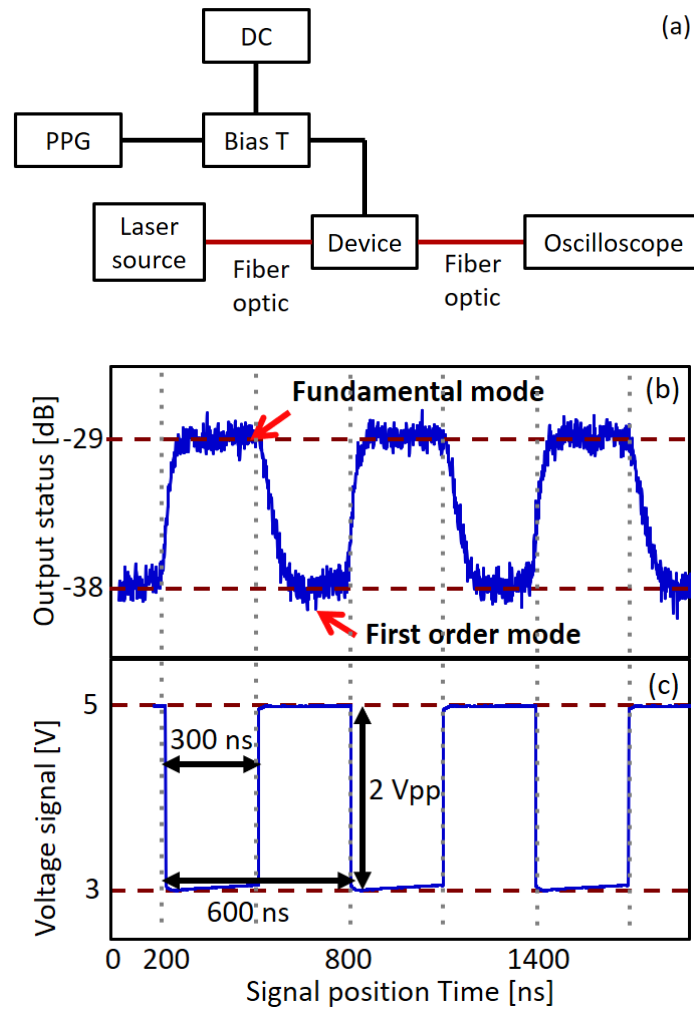 (a)
DC
PPG
Bias T
Laser
source
Device
Oscilloscope
Fiber
optic
Fiber
optic
(b)
Fundamental mode
Output status [dB]
-29
-38
First order mode
(c)
Voltage signal [V]
5
300 ns
2 Vpp
3
600 ns
0
200
800
1400
Signal position Time [ns]